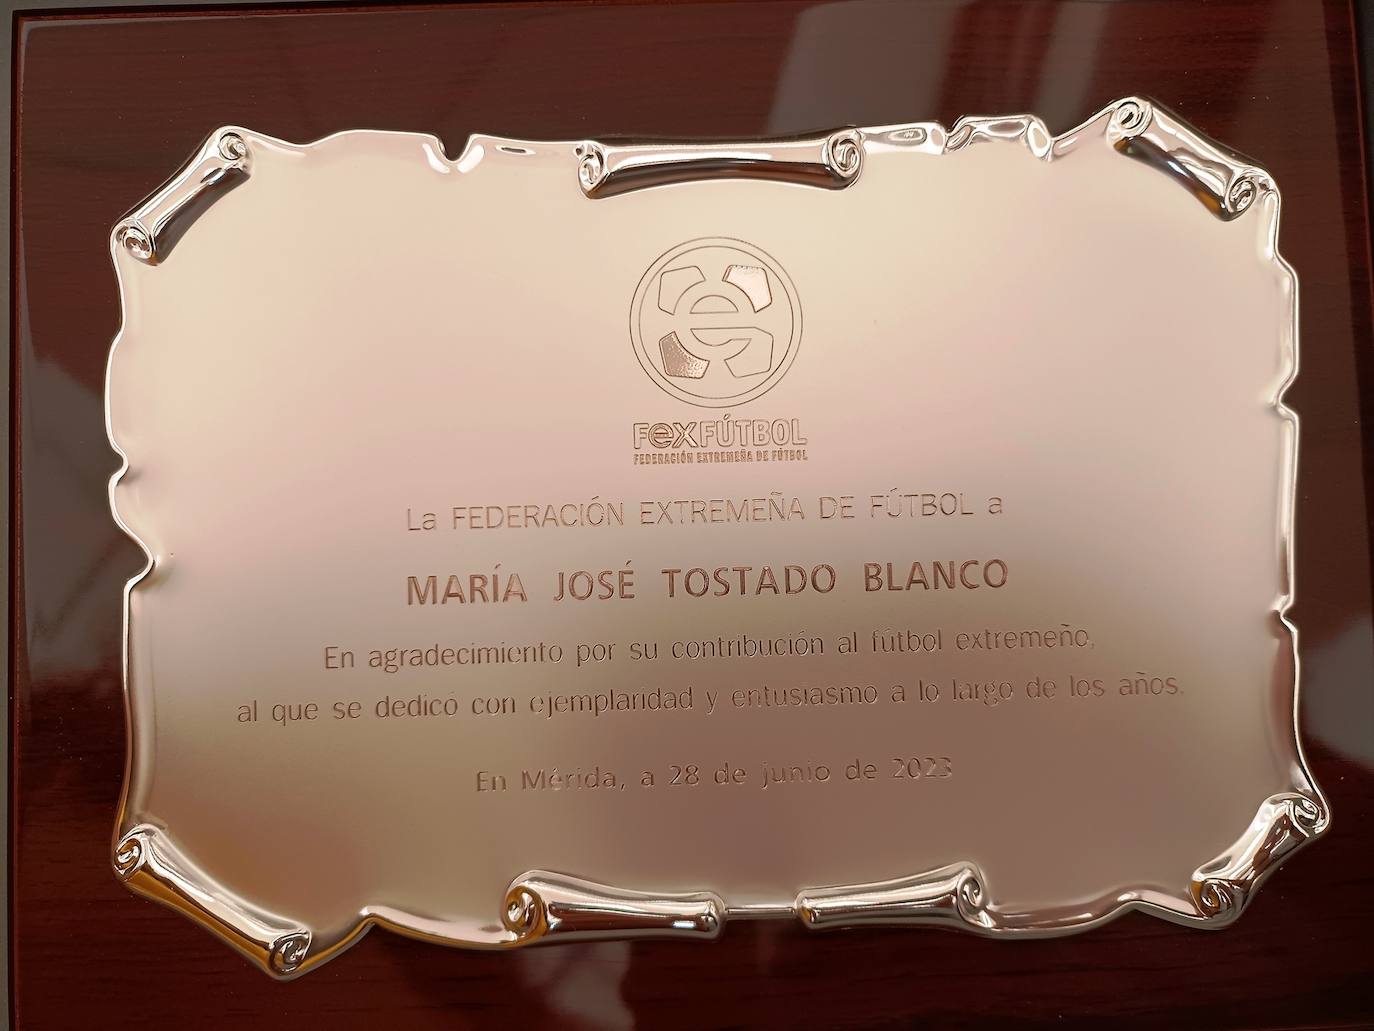 FexFÚTBOL
FEDERACIÓN EXTREMEÑA DE FÚTBOL
La FEDERACIÓN EXTREMEÑA DE FÚTBOL a
MARÍA JOSÉ TOSTADO BLANCO
En agradecimiento por su contribución al fútbol extremeño,
al que se dedicó con ejemplaridad y entusiasmo a lo largo de los años.
En Mérida, a 28 de junio de 2023